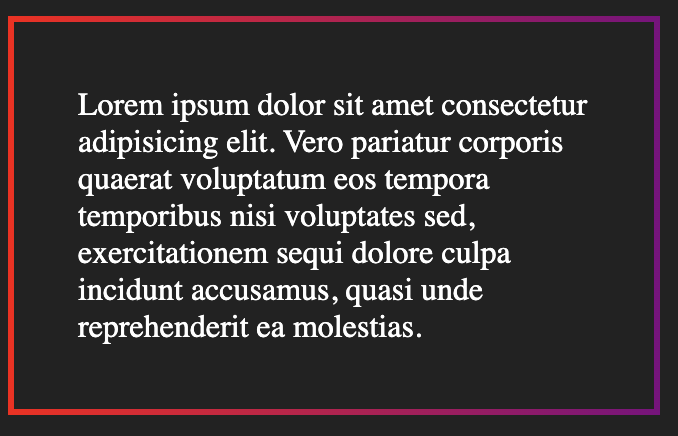 Lorem ipsum dolor sit amet consectetur
adipisicing elit. Vero pariatur corporis
quaerat voluptatum eos tempora
temporibus nisi voluptates sed,
exercitationem sequi dolore culpa
incidunt accusamus, quasi unde
reprehenderit ea molestias.